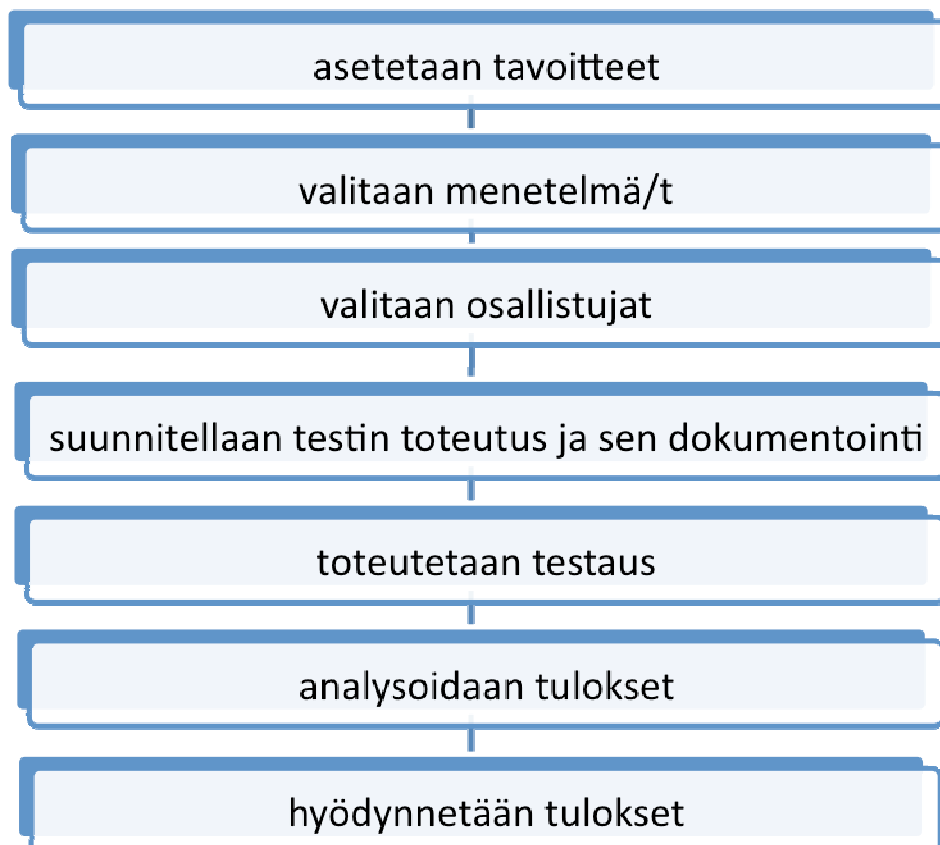 asetetaan tavoitteet
valitaan menetelmä/t
valitaan osallistujat
suunnitellaan testin toteutus ja sen dokumentointi
toteutetaan testaus
analysoidaan tulokset
hyödynnetään tulokset